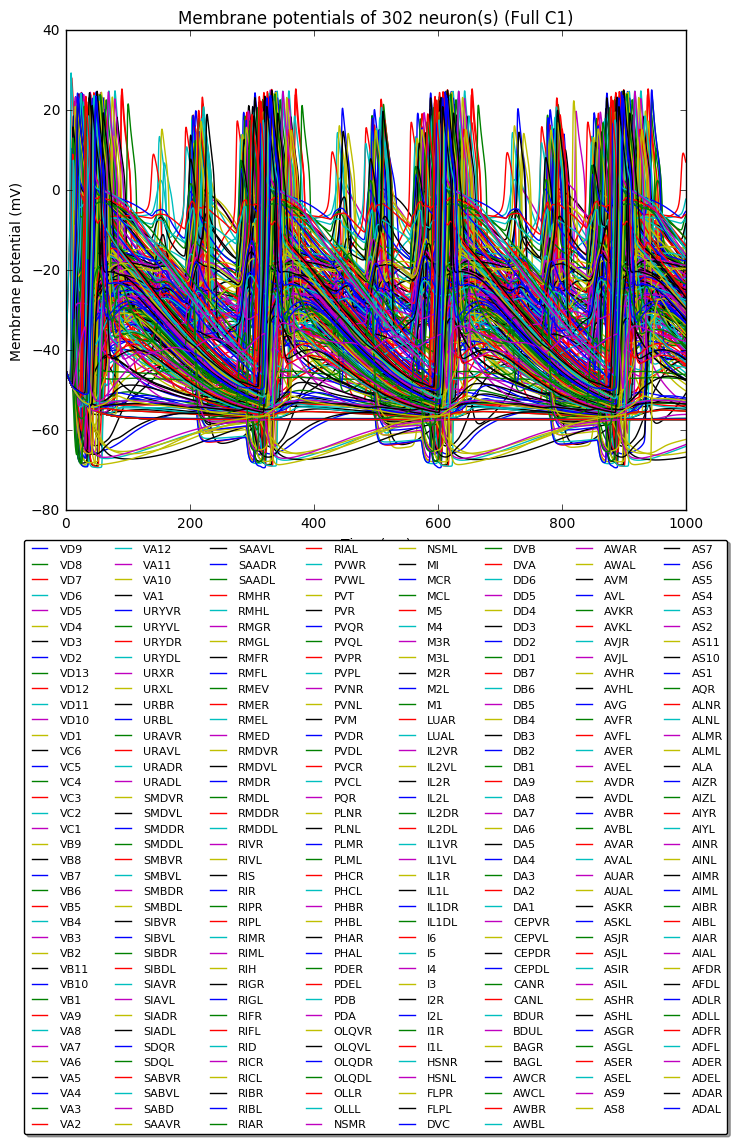 Membrane potentials of 302 neuron(s) (Full C1)
Membrane potential (mV)
40
20
0
−20
−40
−60
−80
0
200
400
600
800
1000
VD9
VD8
VD7
VD6
VD5
VD4
VD3
VD2
VD13
VD12
VD11
VD10
VD1
VC6
VC5
VC4
VC3
VC2
VC1
VB9
VB8
VB7
VB6
VB5
VB4
VB3
VB2
VB11
VB10
VB1
VA9
VA8
VA7
VA6
VA5
VA4
VA3
VA2
VA12
VA11
VA10
VA1
URYVR
URYVL
URYDR
URYDL
URXR
URXL
URBR
URBL
URAVR
URAVL
URADR
URADL
SMDVR
SMDVL
SMDDR
SMDDL
SMBVR
SMBVL
SMBDR
SMBDL
SIBVR
SIBVL
SIBDR
SIBDL
SIAVR
SIAVL
SIADR
SIADL
SDQR
SDQL
SABVR
SABVL
SABD
SAAVR
SAAVL
SAADR
SAADL
RMHR
RMHL
RMGR
RMGL
RMFR
RMFL
RMEV
RMER
RMEL
RMED
RMDVR
RMDVL
RMDR
RMDL
RMDDR
RMDDL
RIVR
RIVL
RIS
RIR
RIPR
RIPL
RIMR
RIML
RIH
RIGR
RIGL
RIFR
RIFL
RID
RICR
RICL
RIBR
RIBL
RIAR
RIAL
PVWR
PVWL
PVT
PVR
PVQR
PVQL
PVPR
PVPL
PVNR
PVNL
PVM
PVDR
PVDL
PVCR
PVCL
PQR
PLNR
PLNL
PLMR
PLML
PHCR
PHCL
PHBR
PHBL
PHAR
PHAL
PDER
PDEL
PDB
PDA
OLQVR
OLQVL
OLQDR
OLQDL
OLLR
OLLL
NSMR
NSML
MI
MCR
MCL
M5
M4
M3R
M3L
M2R
M2L
M1
LUAR
LUAL
IL2VR
IL2VL
IL2R
IL2L
IL2DR
IL2DL
IL1VR
IL1VL
IL1R
IL1L
IL1DR
IL1DL
I6
I5
I4
I3
I2R
I2L
I1R
I1L
HSNR
HSNL
FLPR
FLPL
DVC
DVB
DVA
DD6
DD5
DD4
DD3
DD2
DD1
DB7
DB6
DB5
DB4
DB3
DB2
DB1
DA9
DA8
DA7
DA6
DA5
DA4
DA3
DA2
DA1
CEPVR
CEPVL
CEPDR
CEPDL
CANR
CANL
BDUR
BDUL
BAGR
BAGL
AWCR
AWCL
AWBR
AWBL
AWAR
AWAL
AVM
AVL
AVKR
AVKL
AVJR
AVJL
AVHR
AVHL
AVG
AVFR
AVFL
AVER
AVEL
AVDR
AVDL
AVBR
AVBL
AVAR
AVAL
AUAR
AUAL
ASKR
ASKL
ASJR
ASJL
ASIR
ASIL
ASHR
ASHL
ASGR
ASGL
ASER
ASEL
AS9
AS8
AS7
AS6
AS5
AS4
AS3
AS2
AS11
AS10
AS1
AQR
ALNR
ALNL
ALMR
ALML
ALA
AIZR
AIZL
AIYR
AIYL
AINR
AINL
AIMR
AIML
AIBR
AIBL
AIAR
AIAL
AFDR
AFDL
ADLR
ADLL
ADFR
ADFL
ADER
ADEL
ADAR
ADAL